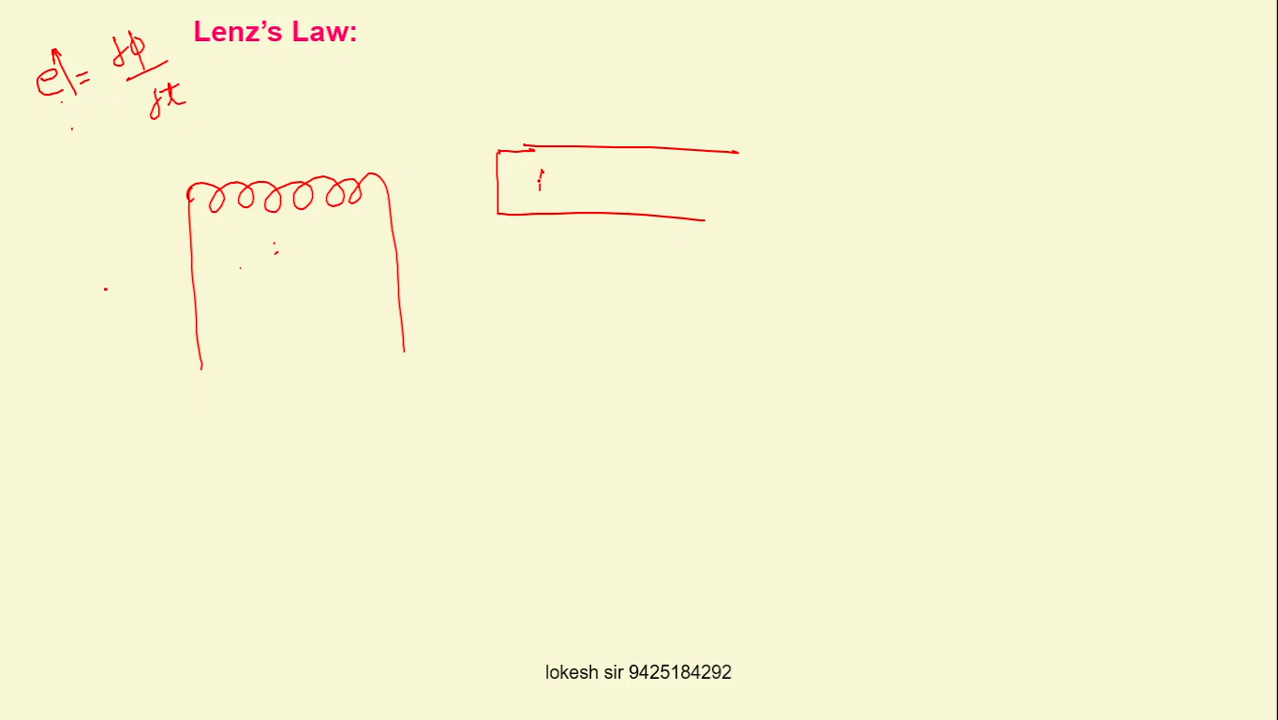 Lenz's Law:
e = dϕ/dt
lokesh sir 9425184292